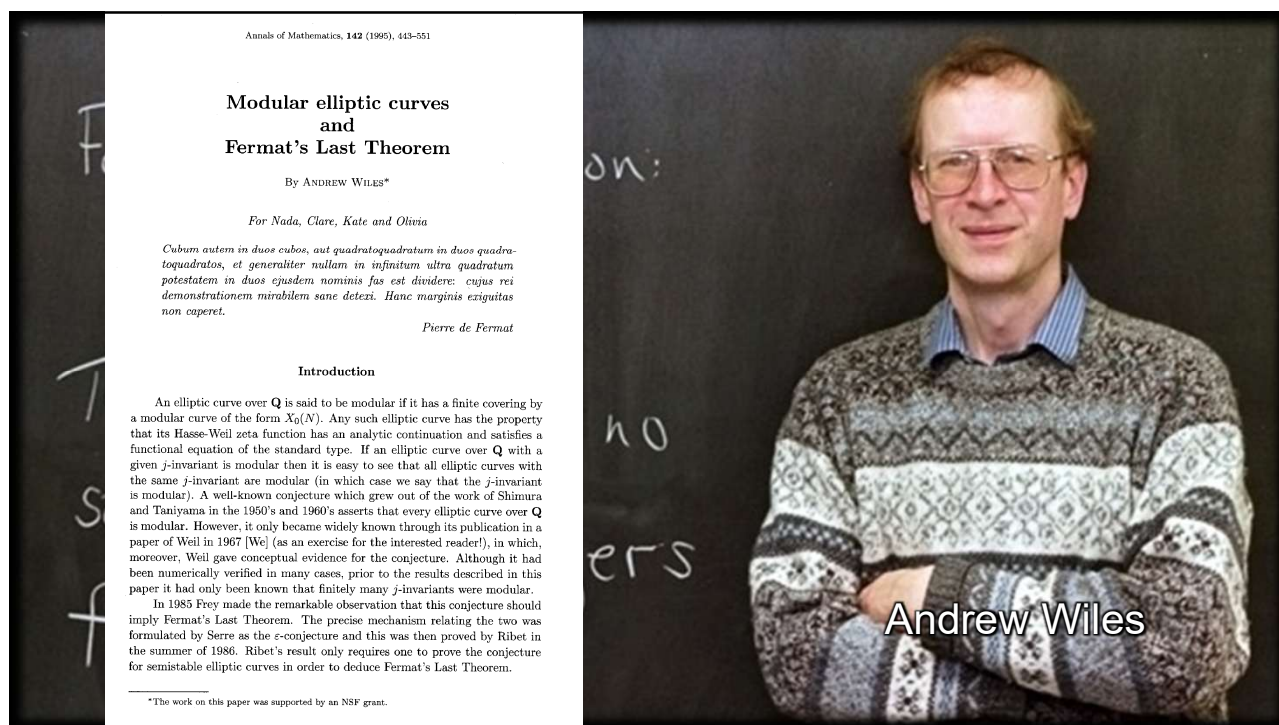 Annals of Mathematics, 142 (1995), 443–551
Modular elliptic curves
and
Fermat's Last Theorem
By ANDREW WILES*
For Nada, Clare, Kate and Olivia
Cubum autem in duos cubos, aut quadratoquadratum in duos quadra-
toquadratos, et generaliter nullam in infinitum ultra quadratum
potestatem in duos ejusdem nominis fas est dividere: cujus rei
demonstrationem mirabilem sane detexi. Hanc marginis exiguitas
non caperet.
Pierre de Fermat
Introduction
An elliptic curve over Q is said to be modular if it has a finite covering by
a modular curve of the form X₀(N). Any such elliptic curve has the property
that its Hasse-Weil zeta function has an analytic continuation and satisfies a
functional equation of the standard type. If an elliptic curve over Q with a
given j-invariant is modular then it is easy to see that all elliptic curves with
the same j-invariant are modular (in which case we say that the j-invariant
is modular). A well-known conjecture which grew out of the work of Shimura
and Taniyama in the 1950's and 1960's asserts that every elliptic curve over Q
is modular. However, it only became widely known through its publication in a
paper of Weil in 1967 [We] (as an exercise for the interested reader!), in which,
moreover, Weil gave conceptual evidence for the conjecture. Although it had
been numerically verified in many cases, prior to the results described in this
paper it had only been known that finitely many j-invariants were modular.
In 1985 Frey made the remarkable observation that this conjecture should
imply Fermat's Last Theorem. The precise mechanism relating the two was
formulated by Serre as the ε-conjecture and this was then proved by Ribet in
the summer of 1986. Ribet's result only requires one to prove the conjecture
for semistable elliptic curves in order to deduce Fermat's Last Theorem.
*The work on this paper was supported by an NSF grant.
on:
no
ers
Andrew Wiles